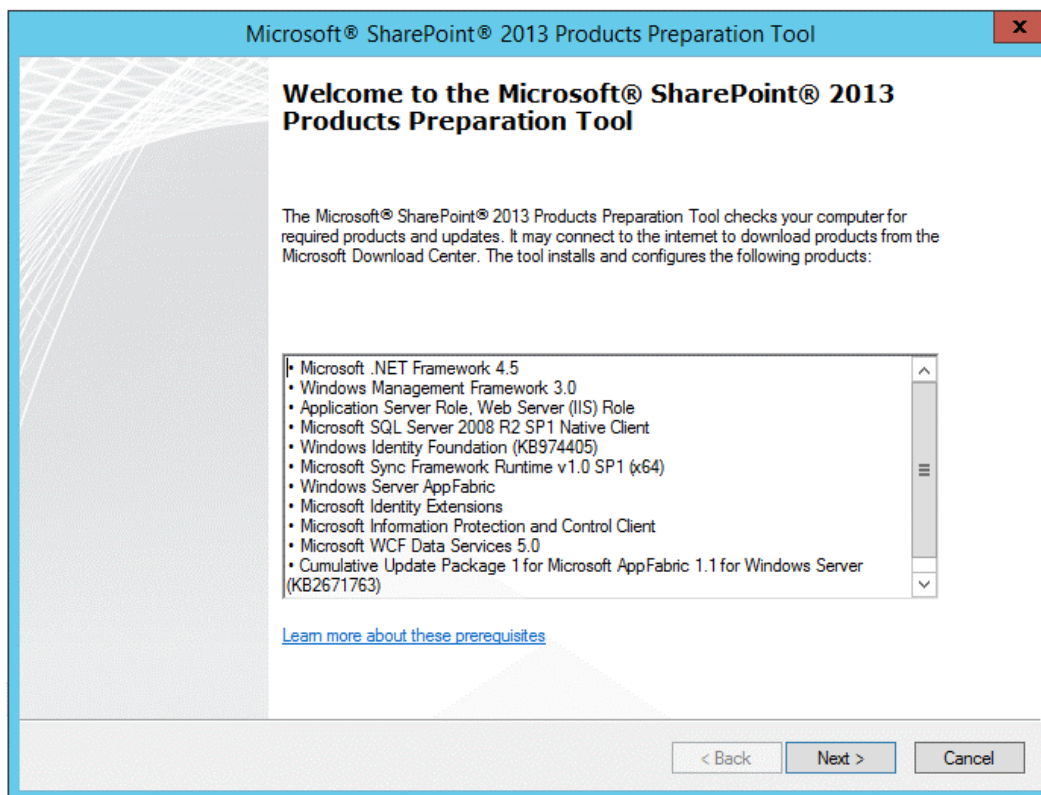 Microsoft® SharePoint® 2013 Products Preparation Tool
x
Welcome to the Microsoft® SharePoint® 2013
Products Preparation Tool
The Microsoft® SharePoint® 2013 Products Preparation Tool checks your computer for
required products and updates. It may connect to the internet to download products from the
Microsoft Download Center. The tool installs and configures the following products:
• Microsoft .NET Framework 4.5
• Windows Management Framework 3.0
• Application Server Role, Web Server (IIS) Role
• Microsoft SQL Server 2008 R2 SP1 Native Client
• Windows Identity Foundation (KB974405)
• Microsoft Sync Framework Runtime v1.0 SP1 (x64)
• Windows Server AppFabric
• Microsoft Identity Extensions
• Microsoft Information Protection and Control Client
• Microsoft WCF Data Services 5.0
• Cumulative Update Package 1 for Microsoft AppFabric 1.1 for Windows Server
(KB2671763)
Learn more about these prerequisites
< Back
Next >
Cancel